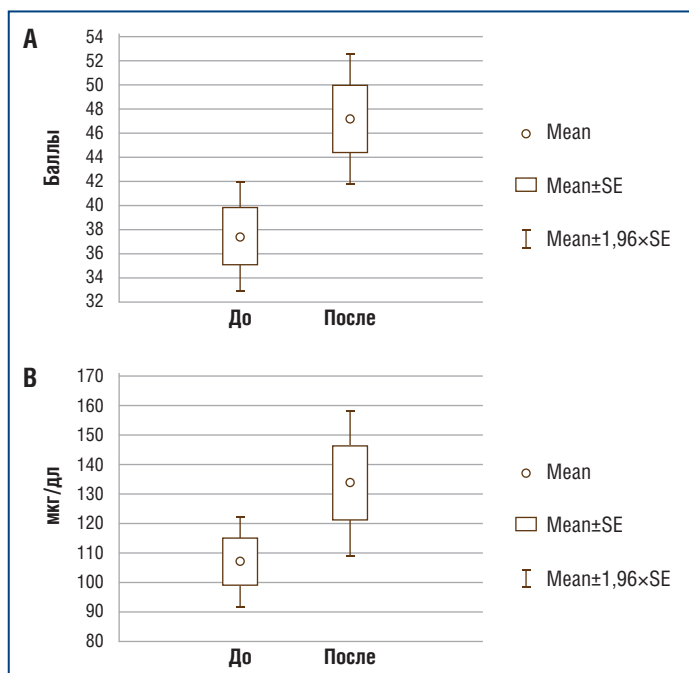 A
Баллы
54
52
50
48
46
44
42
40
38
36
34
32
До После
Mean
Mean±SE
Mean±1,96×SE
B
мкг/дл
170
160
150
140
130
120
110
100
90
80
До После
Mean
Mean±SE
Mean±1,96×SE